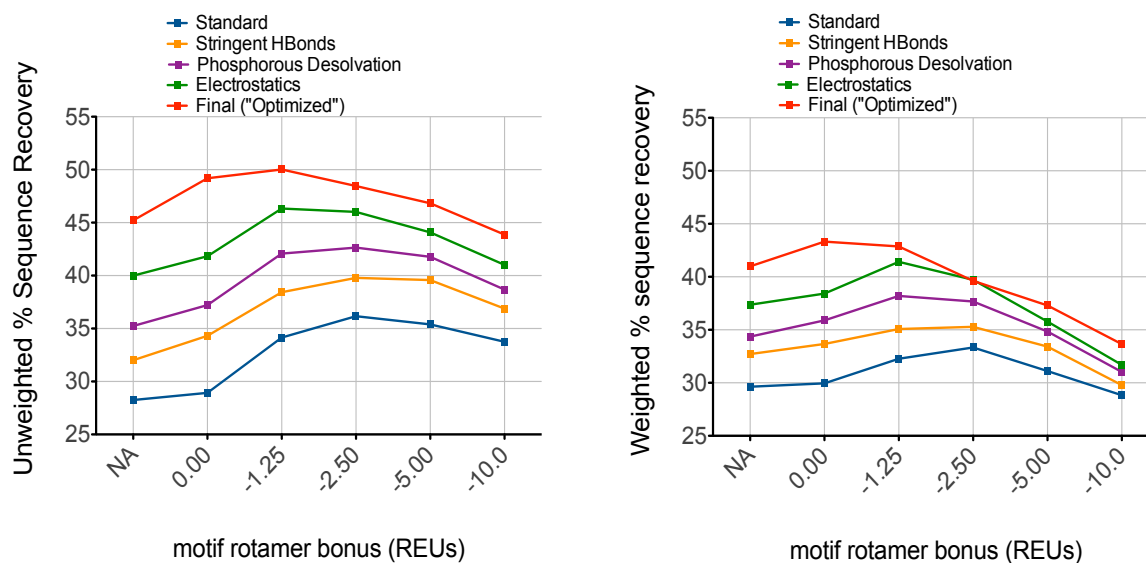 Standard
Stringent HBonds
Phosphorous Desolvation
Electrostatics
Final ("Optimized")
Unweighted % Sequence Recovery
55
50
45
40
35
30
25
NA
0.00
-1.25
-2.50
-5.00
-10.0
motif rotamer bonus (REUs)
Standard
Stringent HBonds
Phosphorous Desolvation
Electrostatics
Final ("Optimized")
Weighted % sequence recovery
55
50
45
40
35
30
25
NA
0.00
-1.25
-2.50
-5.00
-10.0
motif rotamer bonus (REUs)